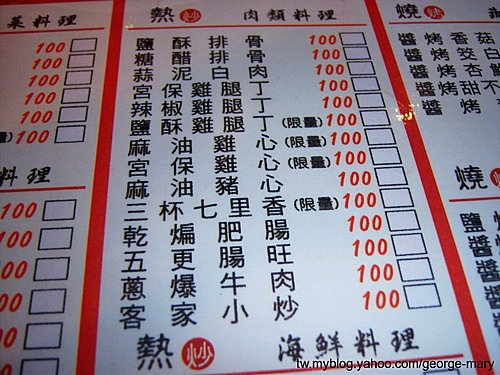 菜料理
100
100
100
100
100
量)100
料理
100
100
100
100
100
熱炒 肉類料理
鹽酥排骨 100
糖醋排骨 100
蒜泥白肉 100
宮保雞腿丁 100
辣椒雞腿丁 100
鹽酥雞腿丁(限量)100
麻油雞心(限量)100
宮保雞心(限量)100
麻油豬心 100
三杯七里香(限量)100
乾煸肥腸 100
五更腸旺 100
蔥爆牛肉 100
客家小炒 100
熱炒 海鮮料理
燒烤
醬烤香菇
醬烤筊白
醬烤杏
醬烤甜不
醬烤
燒
鹽
醬
醬
醬
tw.myblog.yahoo.com/george-mary